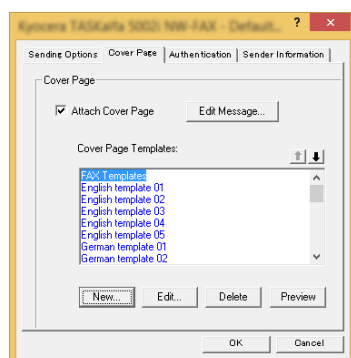 Kyocera TASKalfa 5002i NW-FAX - Default...
?
×
Sending Options
Cover Page
Authentication
Sender Information
Cover Page
Attach Cover Page
Edit Message...
Cover Page Templates:
FAX Templates
English template 01
English template 02
English template 03
English template 04
English template 05
German template 01
German template 02
New...
Edit...
Delete
Preview
OK
Cancel